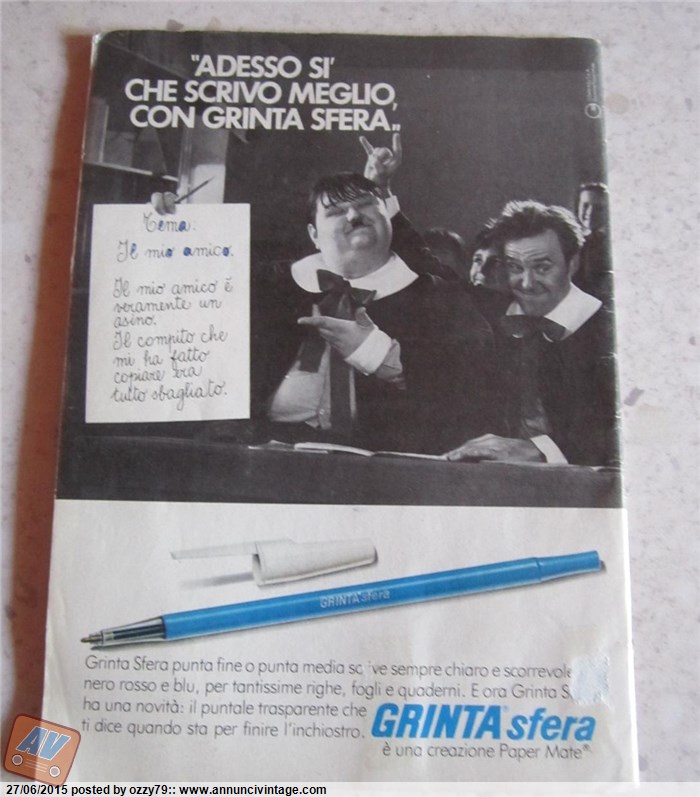 "ADESSO SI'
CHE SCRIVO MEGLIO,
CON GRINTA SFERA„
Tema.
Il mio amico.
Il mio amico è
veramente un
asino.
Il compito che
mi ha fatto
copiare era
tutto sbagliato.
GRINTA® sfera
Grinta Sfera punta fine o punta media sc ive sempre chiaro e scorrevole
nero rosso e blu, per tantissime righe, fogli e quaderni. E ora Grinta S
ha una novità: il puntale trasparente che
ti dice quando sta per finire l'inchiostro.
GRINTA® sfera
è una creazione Paper Mate®
AV
27/06/2015 posted by ozzy79:: www.annuncivintage.com